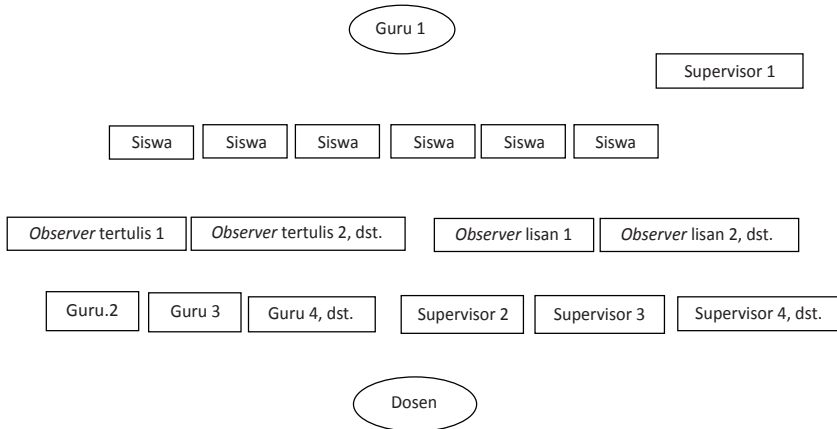 Guru 1
Supervisor 1
Siswa Siswa Siswa Siswa Siswa Siswa
Observer tertulis 1 Observer tertulis 2, dst. Observer lisan 1 Observer lisan 2, dst.
Guru.2 Guru 3 Guru 4, dst. Supervisor 2 Supervisor 3 Supervisor 4, dst.
Dosen